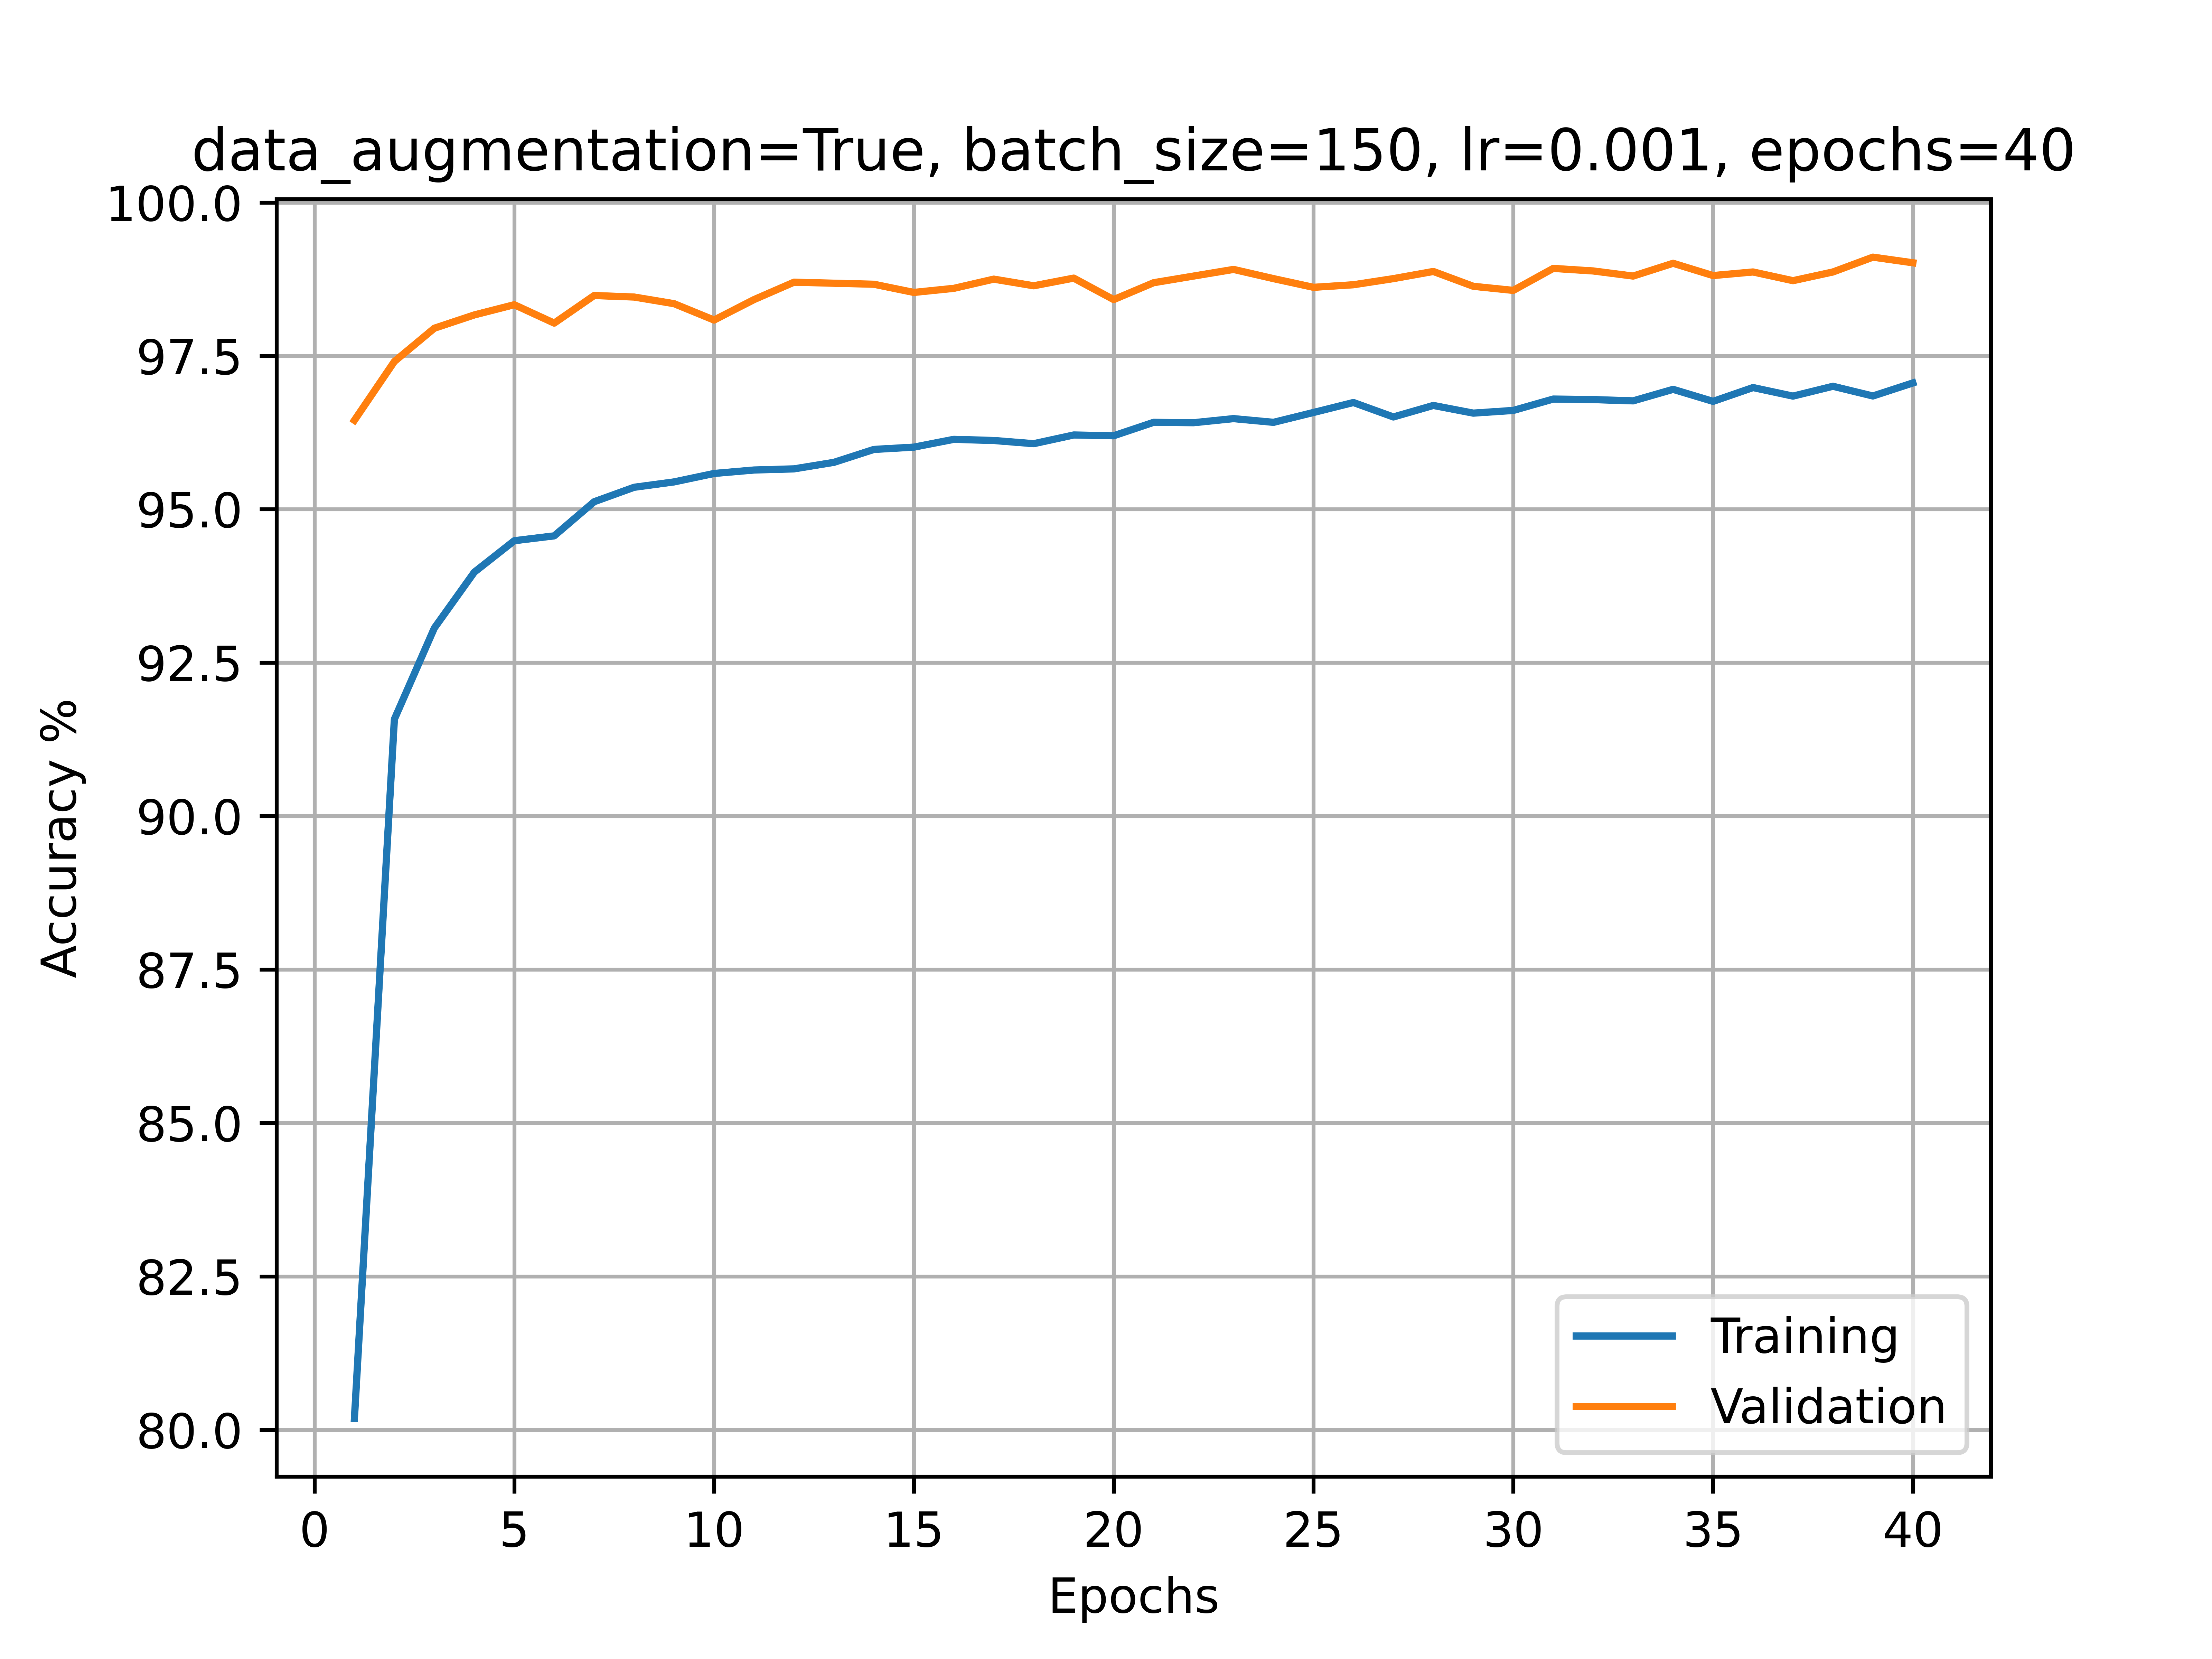 data_augmentation=True, batch_size=150, lr=0.001, epochs=40
100.0
97.5
95.0
92.5
90.0
87.5
85.0
82.5
80.0
Accuracy %
Training
Validation
0 5 10 15 20 25 30 35 40
Epochs